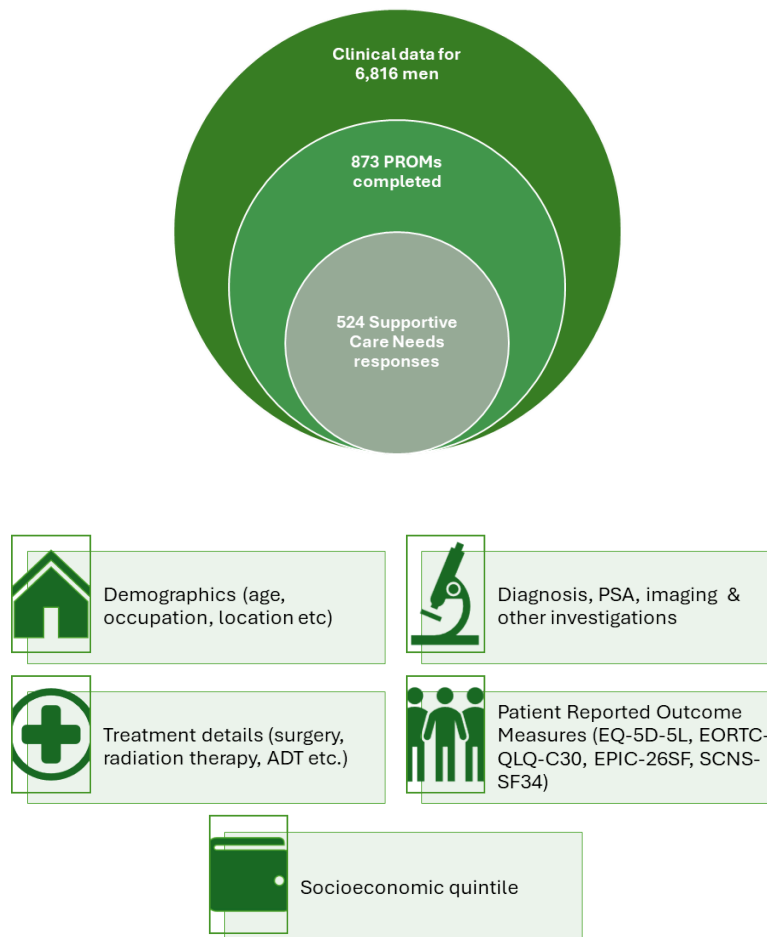 Clinical data for
6,816 men
873 PROMs
completed
524 Supportive
Care Needs
responses
Demographics (age,
occupation, location etc)
Diagnosis, PSA, imaging &
other investigations
Treatment details (surgery,
radiation therapy, ADT etc.)
Patient Reported Outcome
Measures (EQ-5D-5L, EORTC-
QLQ-C30, EPIC-26SF, SCNS-
SF34)
Socioeconomic quintile